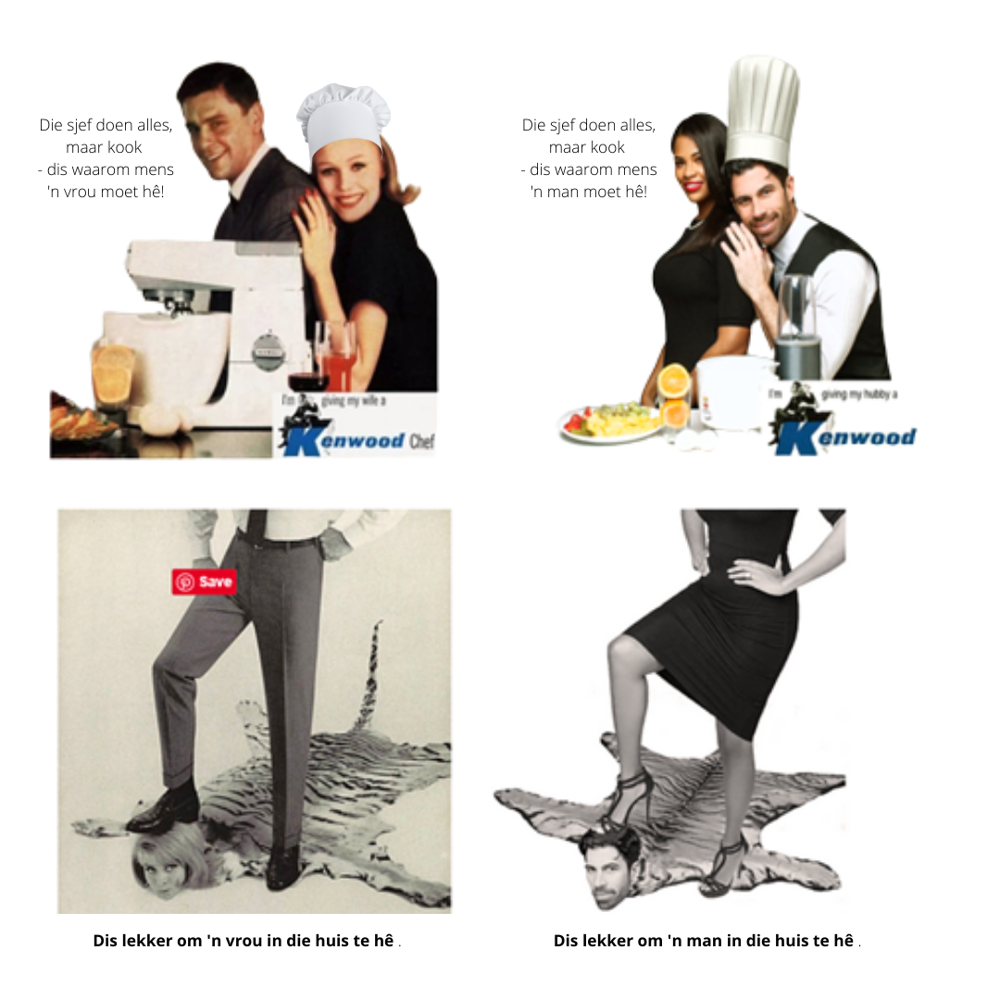 Die sjef doen alles,
maar kook
- dis waarom mens
'n vrou moet hê!
I'm giving my wife a
Kenwood Chef
Die sjef doen alles,
maar kook
- dis waarom mens
'n man moet hê!
I'm giving my hubby a
Kenwood
Save
Dis lekker om 'n vrou in die huis te hê .
Dis lekker om 'n man in die huis te hê .